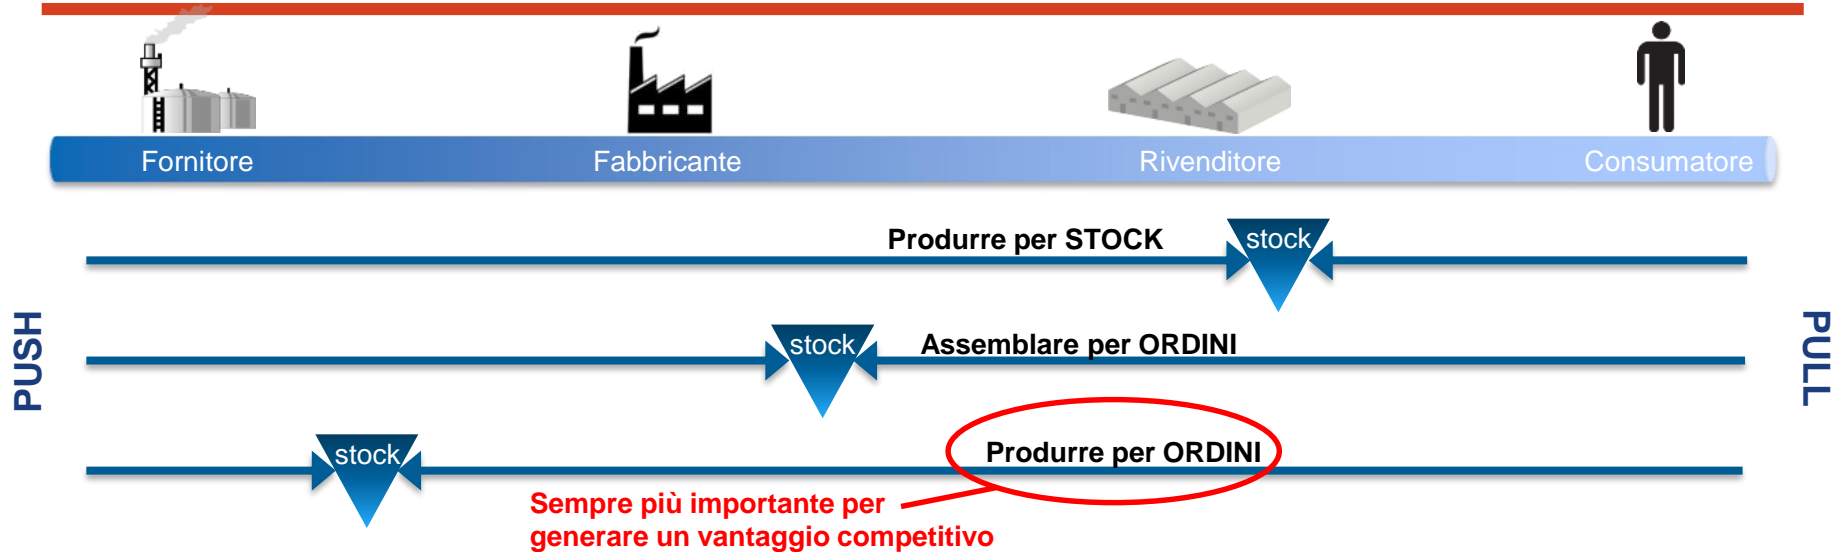 Fornitore
Fabbricante
Rivenditore
Consumatore
Produrre per STOCK
stock
PUSH
PULL
stock
Assemblare per ORDINI
stock
Produrre per ORDINI
Sempre più importante per
generare un vantaggio competitivo